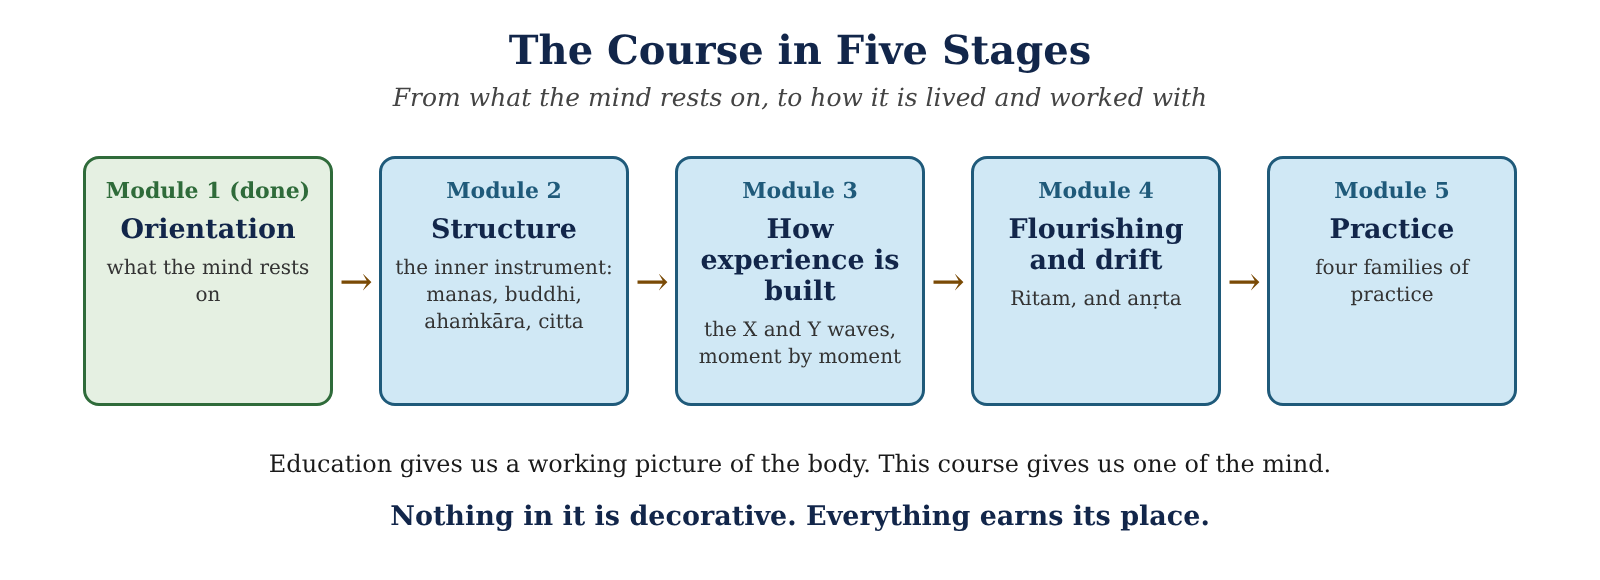 The Course in Five Stages
From what the mind rests on, to how it is lived and worked with
Module 1 (done)
Orientation
what the mind rests
on
Module 2
Structure
the inner instrument:
manas, buddhi,
ahaṁkāra, citta
Module 3
How
experience is
built
the X and Y waves,
moment by moment
Module 4
Flourishing
and drift
Ritam, and anṛta
Module 5
Practice
four families of
practice
Education gives us a working picture of the body. This course gives us one of the mind.
Nothing in it is decorative. Everything earns its place.